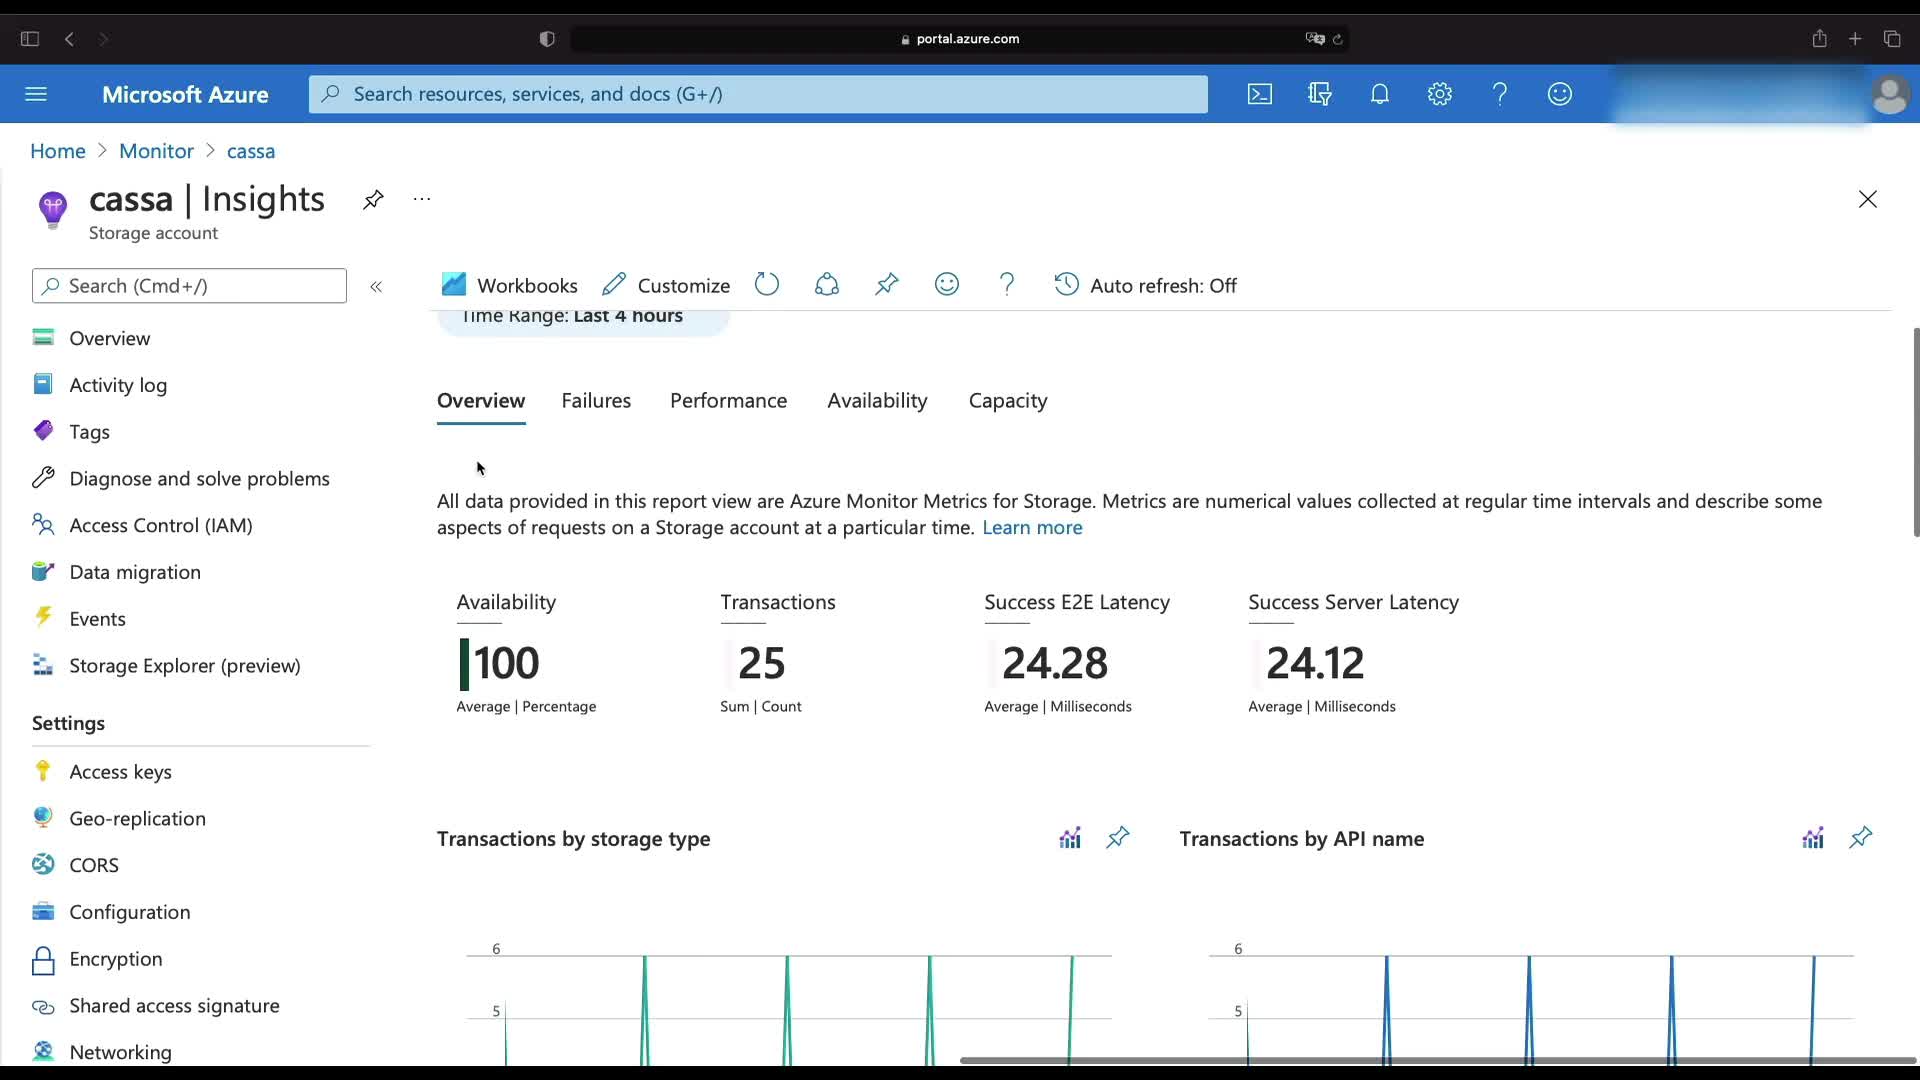 portal.azure.com
Microsoft Azure
Search resources, services, and docs (G+/)
Home > Monitor > cassa
cassa | Insights
Storage account
Search (Cmd+/)
Workbooks
Customize
Auto refresh: Off
Time Range: Last 4 hours
Overview
Activity log
Tags
Diagnose and solve problems
Access Control (IAM)
Data migration
Events
Storage Explorer (preview)
Settings
Access keys
Geo-replication
CORS
Configuration
Encryption
Shared access signature
Networking
Overview
Failures
Performance
Availability
Capacity
All data provided in this report view are Azure Monitor Metrics for Storage. Metrics are numerical values collected at regular time intervals and describe some
aspects of requests on a Storage account at a particular time. Learn more
Availability
100
Average | Percentage
Transactions
25
Sum | Count
Success E2E Latency
24.28
Average | Milliseconds
Success Server Latency
24.12
Average | Milliseconds
Transactions by storage type
6
5
Transactions by API name
6
5